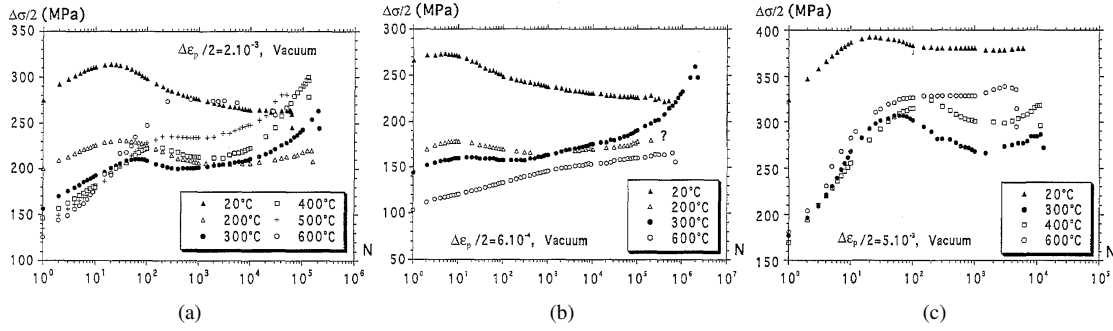 Δσ/2 (MPa)
350
300
250
200
150
100
10⁰ 10¹ 10² 10³ 10⁴ 10⁵ 10⁶
N
Δεp/2=2.10⁻³, Vacuum
20°C
200°C
300°C
400°C
500°C
600°C
(a)
Δσ/2 (MPa)
350
300
250
200
150
100
50
10⁰ 10¹ 10² 10³ 10⁴ 10⁵ 10⁶ 10⁷
N
?
Δεp/2=6.10⁻⁴, Vacuum
20°C
200°C
300°C
600°C
(b)
Δσ/2 (MPa)
400
350
300
250
200
150
10⁰ 10¹ 10² 10³ 10⁴ 10⁵
N
Δεp/2=5.10⁻³, Vacuum
20°C
300°C
400°C
600°C
(c)